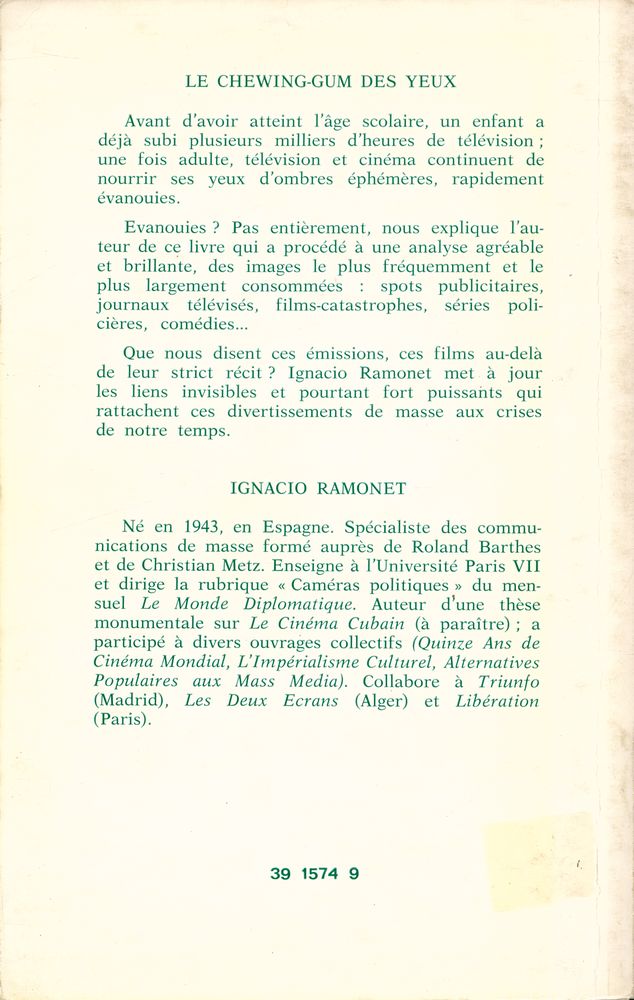 LE CHEWING-GUM DES YEUX
Avant d'avoir atteint l'âge scolaire, un enfant a
déjà subi plusieurs milliers d'heures de télévision ;
une fois adulte, télévision et cinéma continuent de
nourrir ses yeux d'ombres éphémères, rapidement
évanouies.
Evanouies ? Pas entièrement, nous explique l'au-
teur de ce livre qui a procédé à une analyse agréable
et brillante, des images le plus fréquemment et le
plus largement consommées : spots publicitaires,
journaux télévisés, films-catastrophes, séries poli-
cières, comédies...
Que nous disent ces émissions, ces films au-delà
de leur strict récit ? Ignacio Ramonet met à jour
les liens invisibles et pourtant fort puissants qui
rattachent ces divertissements de masse aux crises
de notre temps.
IGNACIO RAMONET
Né en 1943, en Espagne. Spécialiste des commu-
nications de masse formé auprès de Roland Barthes
et de Christian Metz. Enseigne à l'Université Paris VII
et dirige la rubrique « Caméras politiques » du men-
suel Le Monde Diplomatique. Auteur d'une thèse
monumentale sur Le Cinéma Cubain (à paraître) ; a
participé à divers ouvrages collectifs (Quinze Ans de
Cinéma Mondial, L'Impérialisme Culturel, Alternatives
Populaires aux Mass Media). Collabore à Triunfo
(Madrid), Les Deux Ecrans (Alger) et Libération
(Paris).
39 1574 9